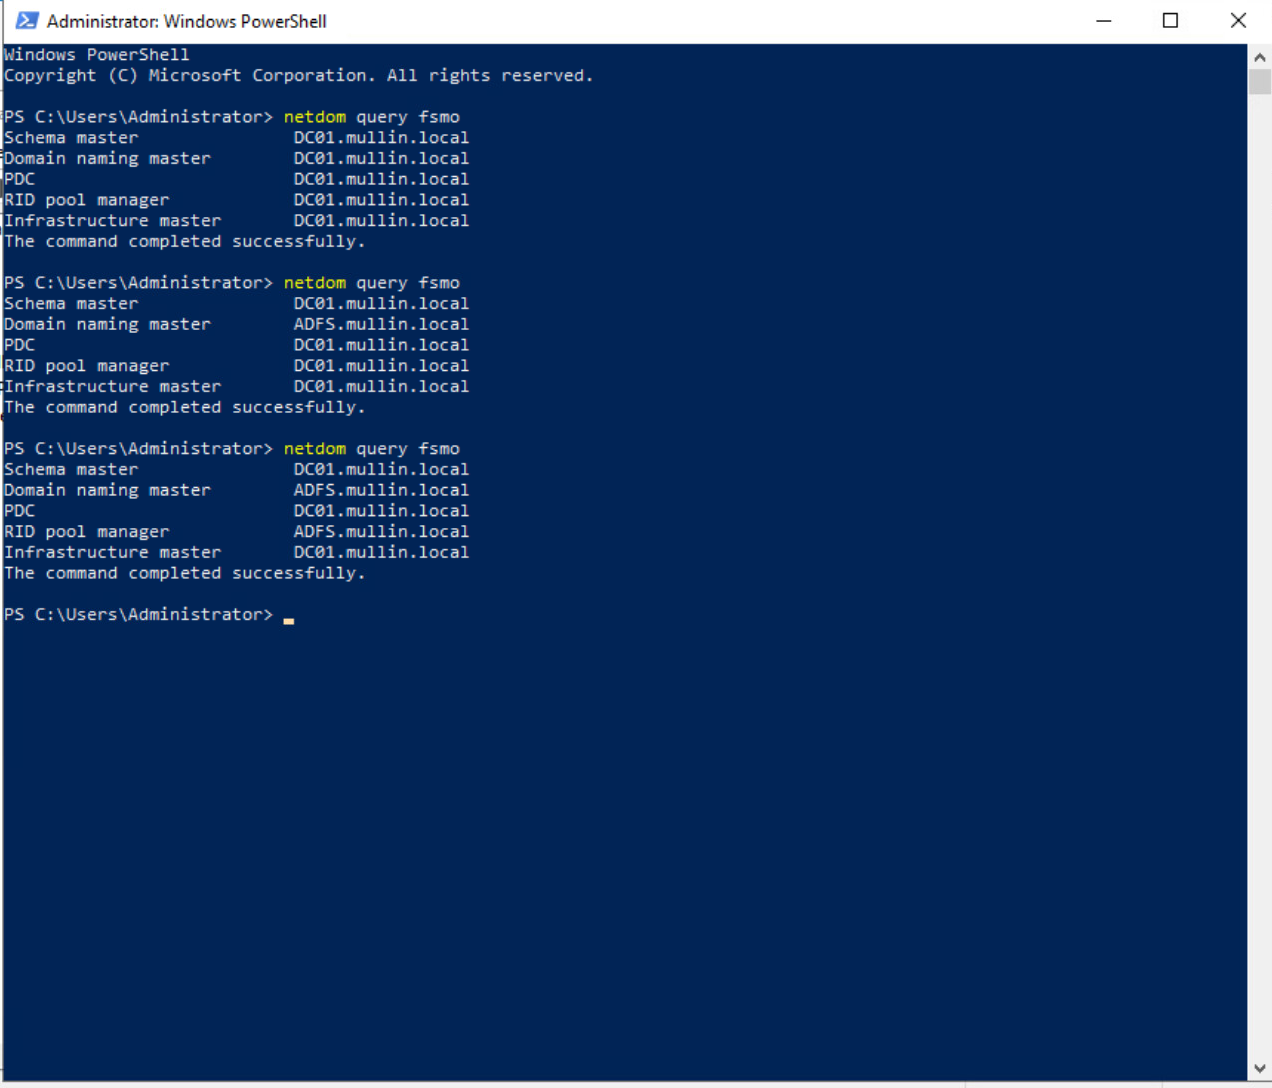 Administrator: Windows PowerShell
Windows PowerShell
Copyright (C) Microsoft Corporation. All rights reserved.
PS C:\Users\Administrator> netdom query fsmo
Schema master DC01.mullin.local
Domain naming master DC01.mullin.local
PDC DC01.mullin.local
RID pool manager DC01.mullin.local
Infrastructure master DC01.mullin.local
The command completed successfully.
PS C:\Users\Administrator> netdom query fsmo
Schema master DC01.mullin.local
Domain naming master ADFS.mullin.local
PDC DC01.mullin.local
RID pool manager DC01.mullin.local
Infrastructure master DC01.mullin.local
The command completed successfully.
PS C:\Users\Administrator> netdom query fsmo
Schema master DC01.mullin.local
Domain naming master ADFS.mullin.local
PDC DC01.mullin.local
RID pool manager ADFS.mullin.local
Infrastructure master DC01.mullin.local
The command completed successfully.
PS C:\Users\Administrator>